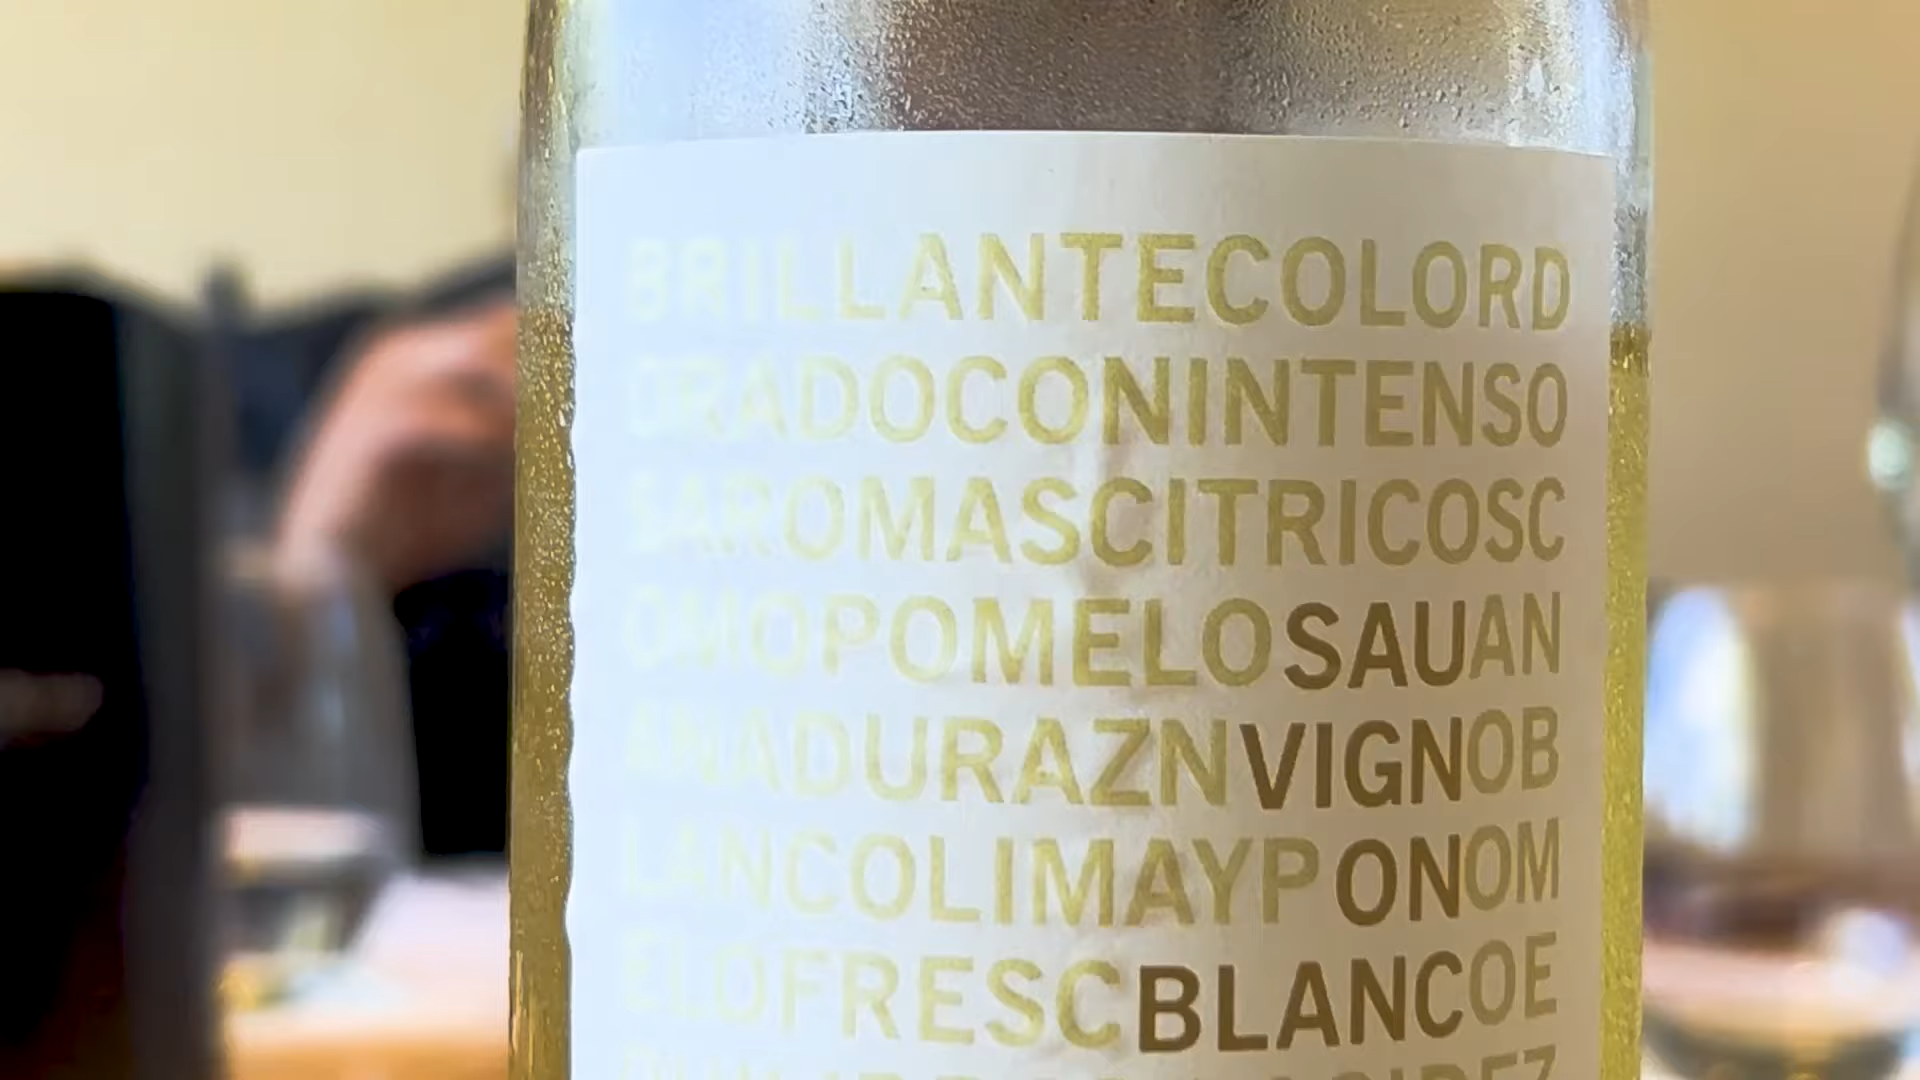 BRILLANTECOLORD
ORADOCONINTENSO
SAROMASCITRICOSC
OMOPOMELOSAUAN
ANADURAZNVIGNOB
LANCOLIMAYPONOM
ELOFRESCBLANCOE